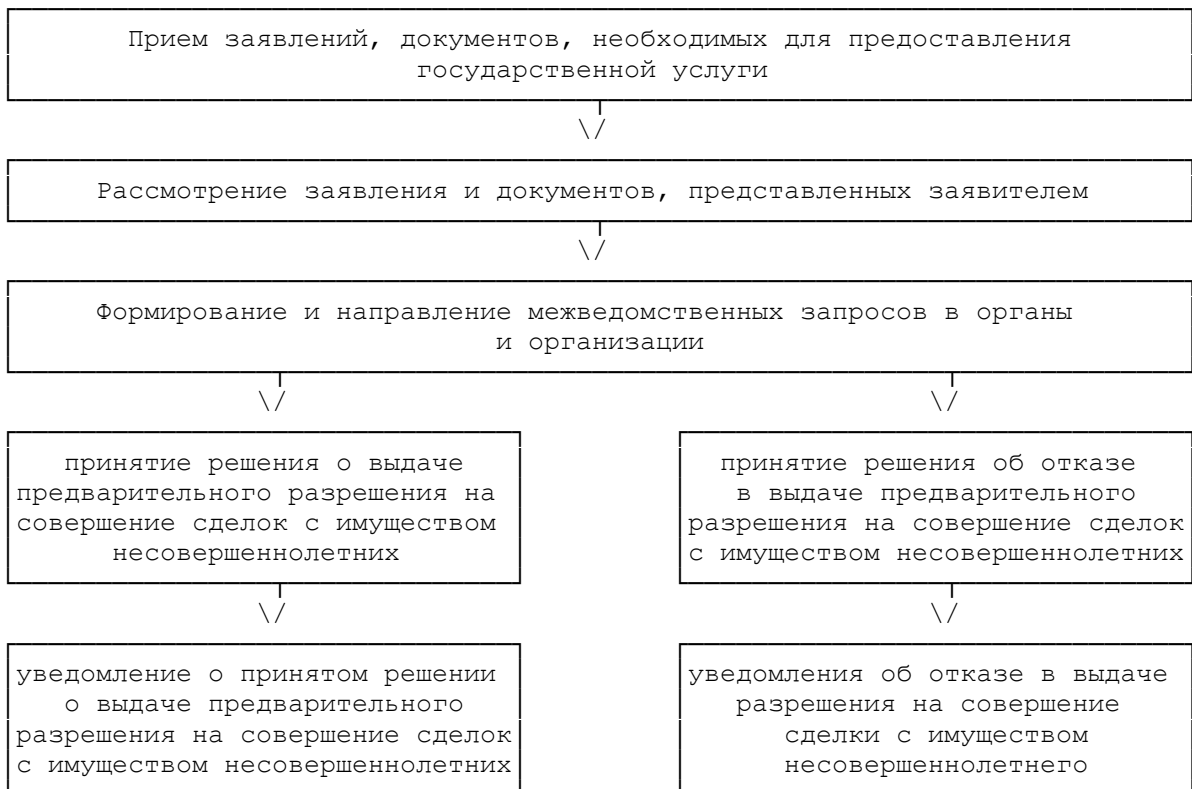 Прием заявлений, документов, необходимых для предоставления
государственной услуги
\/
Рассмотрение заявления и документов, представленных заявителем
\/
Формирование и направление межведомственных запросов в органы
и организации
\/ \/
принятие решения о выдаче
предварительного разрешения на
совершение сделок с имуществом
несовершеннолетних
принятие решения об отказе
в выдаче предварительного
разрешения на совершение сделок
с имуществом несовершеннолетних
\/ \/
уведомление о принятом решении
о выдаче предварительного
разрешения на совершение сделок
с имуществом несовершеннолетних
уведомления об отказе в выдаче
разрешения на совершение
сделки с имуществом
несовершеннолетнего